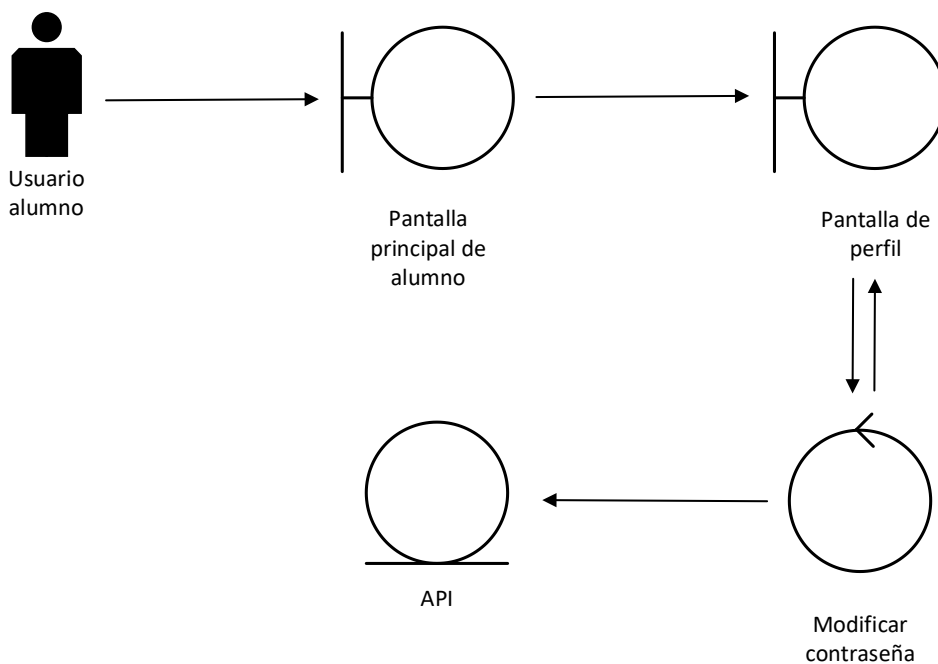 Usuario
alumno
Pantalla
principal de
alumno
Pantalla de
perfil
API
Modificar
contraseña